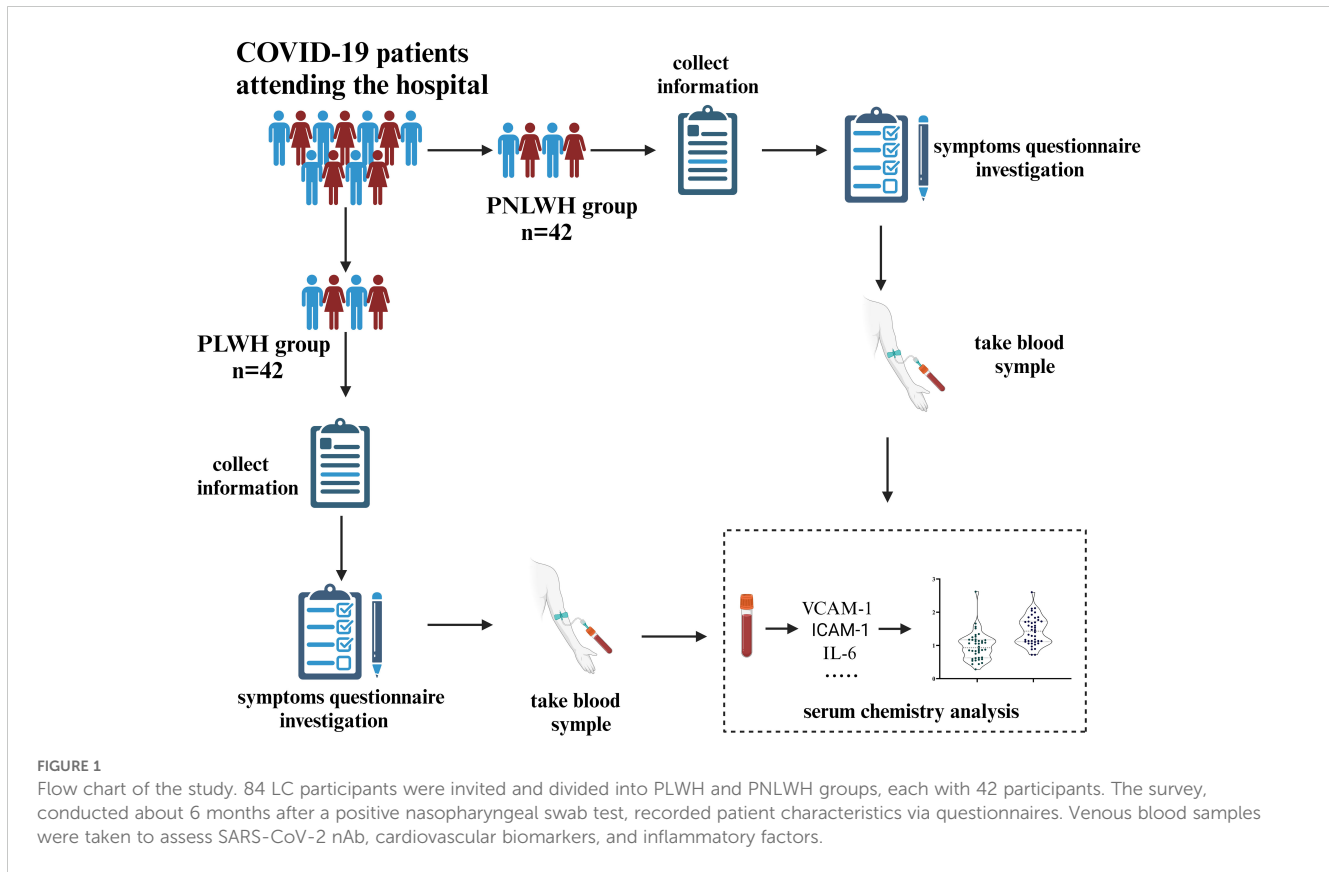 COVID-19 patients
attending the hospital
collect
information
symptoms questionnaire
investigation
PNLWH group
n=42
PLWH group
n=42
take blood
symple
collect
information
symptoms questionnaire
investigation
take blood
symple
VCAM-1
ICAM-1
IL-6
.....
3
2
1
0
serum chemistry analysis
FIGURE 1
Flow chart of the study. 84 LC participants were invited and divided into PLWH and PNLWH groups, each with 42 participants. The survey,
conducted about 6 months after a positive nasopharyngeal swab test, recorded patient characteristics via questionnaires. Venous blood samples
were taken to assess SARS-CoV-2 nAb, cardiovascular biomarkers, and inflammatory factors.